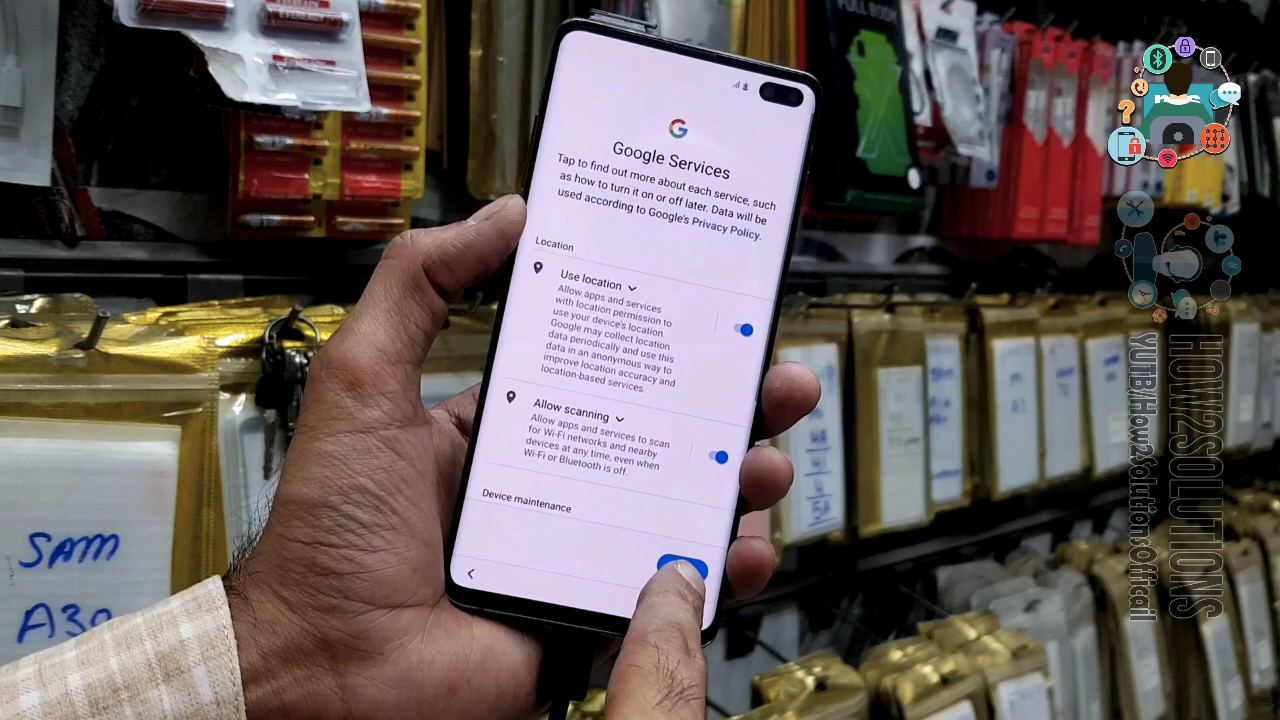 EVEREADY
FULL BODY
G
Google Services
Tap to find out more about each service, such
as how to turn it on or off later. Data will be
used according to Google's Privacy Policy.
Location
Use location
Allow apps and services
with location permission to
use your device's location.
Google may collect location
data periodically and use this
data in an anonymous way to
improve location accuracy and
location-based services.
Allow scanning
Allow apps and services to scan
for Wi-Fi networks and nearby
devices at any time, even when
Wi-Fi or Bluetooth is off.
Device maintenance
SAM
A30
HOW2SOLUTIONS
YUTB/How2SolutionsOfficail